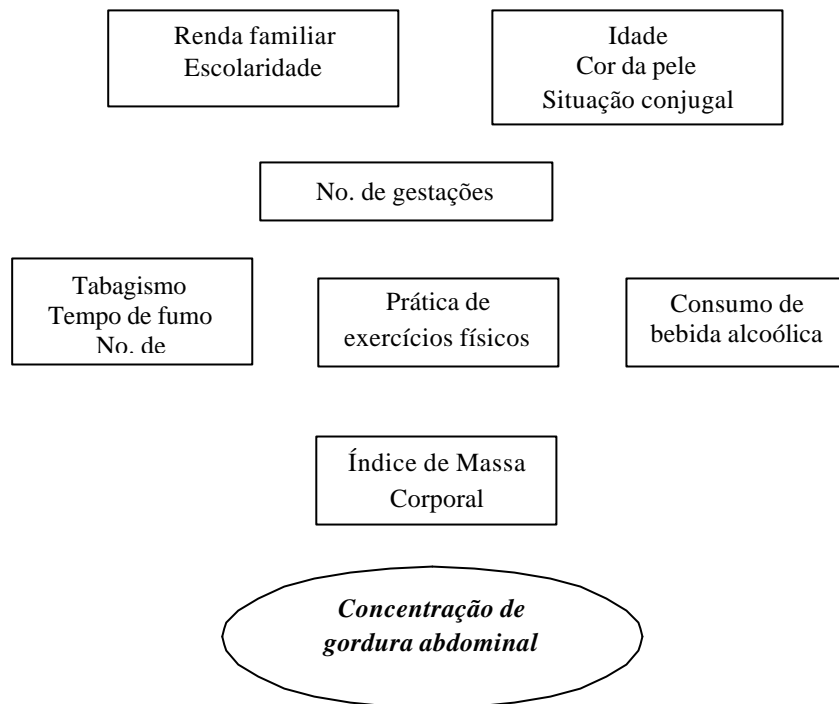 Renda familiar
Escolaridade
Idade
Cor da pele
Situação conjugal
No. de gestações
Tabagismo
Tempo de fumo
No. de
Prática de
exercícios físicos
Consumo de
bebida alcoólica
Índice de Massa
Corporal
Concentração de
gordura abdominal